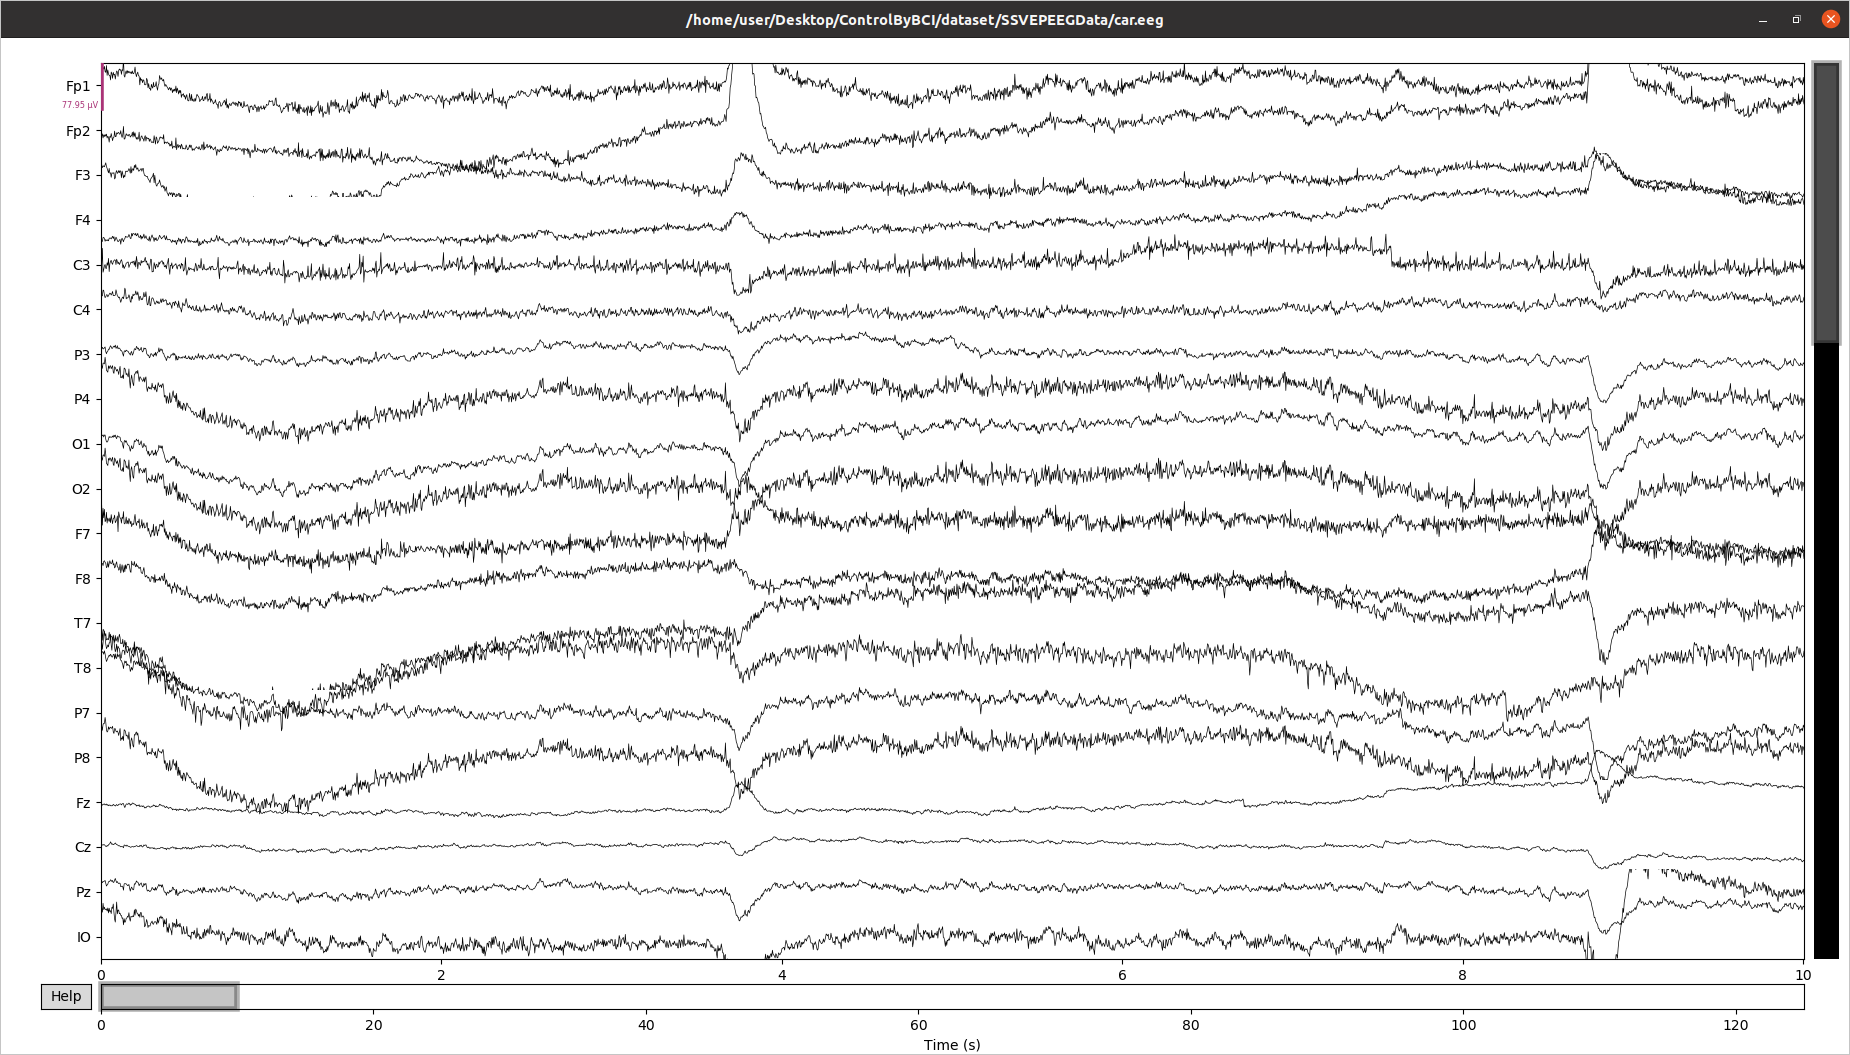 /home/user/Desktop/ControlByBCI/dataset/SSVEPEEGData/car.eeg
Fp1
77.95 µV
Fp2
F3
F4
C3
C4
P3
P4
O1
O2
F7
F8
T7
T8
P7
P8
Fz
Cz
Pz
IO
0 2 4 6 8 10
Help
0 20 40 60 80 100 120
Time (s)